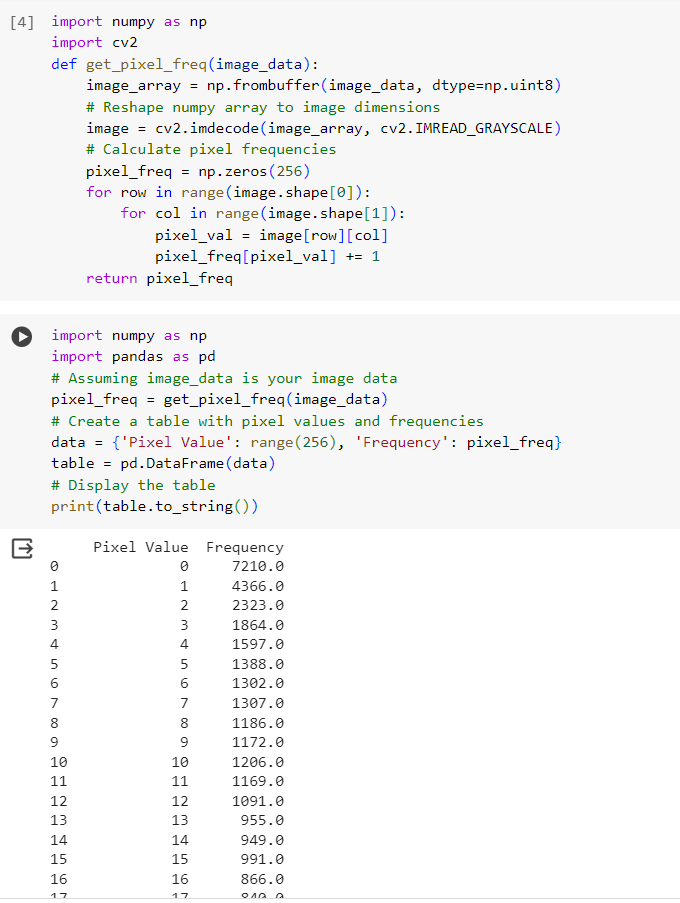 [4] import numpy as np
import cv2
def get_pixel_freq(image_data):
    image_array = np.frombuffer(image_data, dtype=np.uint8)
    # Reshape numpy array to image dimensions
    image = cv2.imdecode(image_array, cv2.IMREAD_GRAYSCALE)
    # Calculate pixel frequencies
    pixel_freq = np.zeros(256)
    for row in range(image.shape[0]):
        for col in range(image.shape[1]):
            pixel_val = image[row][col]
            pixel_freq[pixel_val] += 1
    return pixel_freq
import numpy as np
import pandas as pd
# Assuming image_data is your image data
pixel_freq = get_pixel_freq(image_data)
# Create a table with pixel values and frequencies
data = {'Pixel Value': range(256), 'Frequency': pixel_freq}
table = pd.DataFrame(data)
# Display the table
print(table.to_string())
Pixel Value Frequency
0 0 7210.0
1 1 4366.0
2 2 2323.0
3 3 1864.0
4 4 1597.0
5 5 1388.0
6 6 1302.0
7 7 1307.0
8 8 1186.0
9 9 1172.0
10 10 1206.0
11 11 1169.0
12 12 1091.0
13 13 955.0
14 14 949.0
15 15 991.0
16 16 866.0
17 17